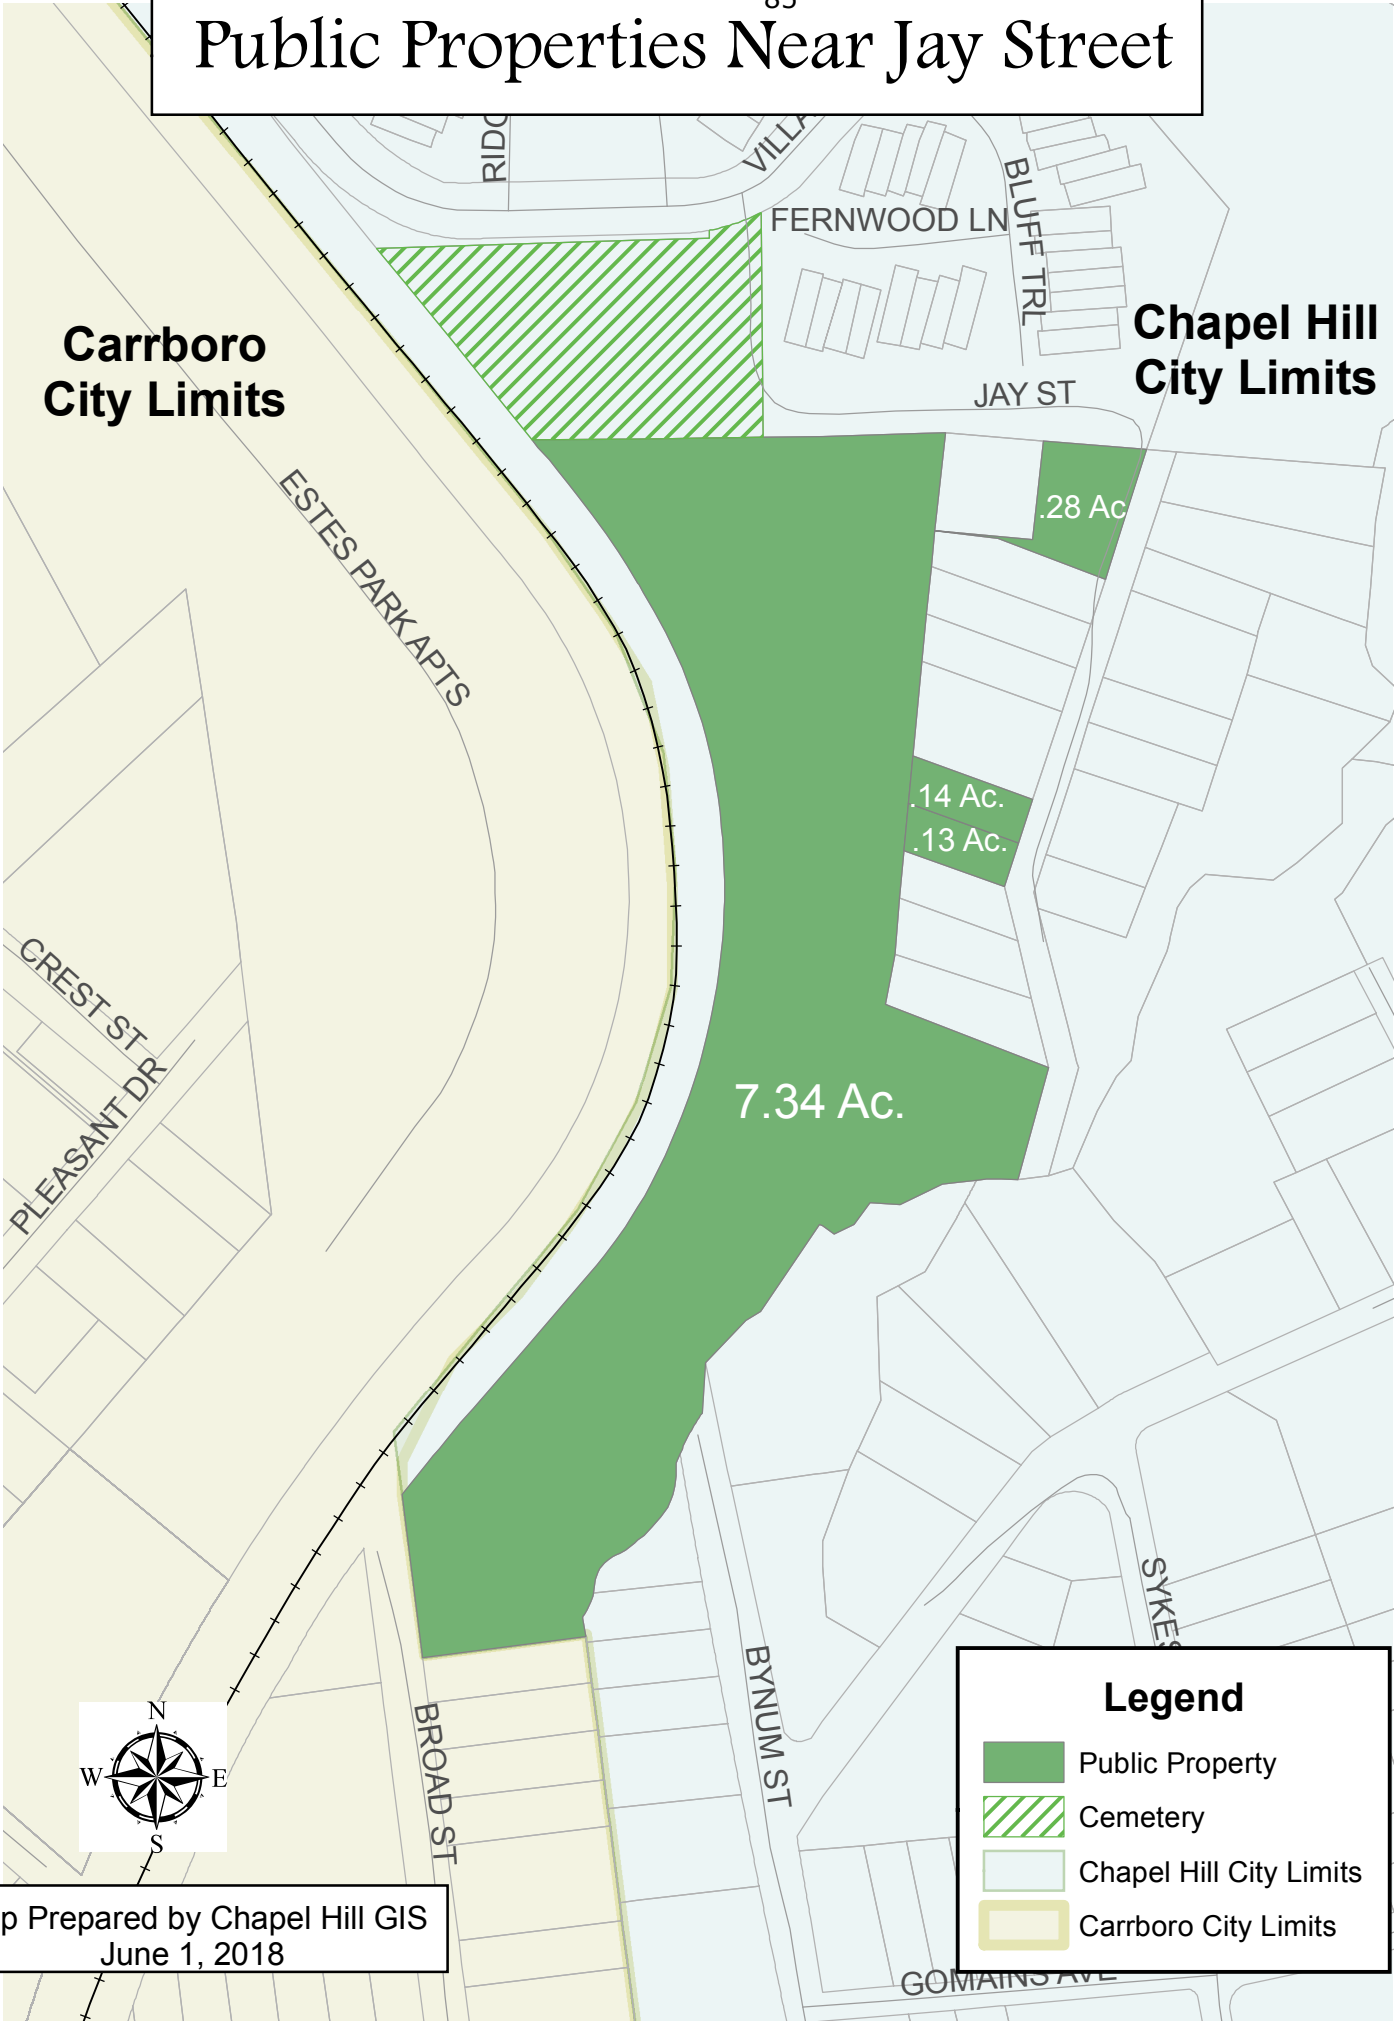 Public Properties Near Jay Street
FERNWOOD LN
BLUFF TRL
Carrboro
City Limits
Chapel Hill
City Limits
JAY ST
ESTES PARK APTS
.28 Ac
.14 Ac.
.13 Ac.
CREST ST
PLEASANT DR
7.34 Ac.
SYKES
BYNUM ST
BROAD ST
N
W
E
S
Legend
Public Property
Cemetery
Chapel Hill City Limits
Carrboro City Limits
p Prepared by Chapel Hill GIS
June 1, 2018
GOMAINS AVE